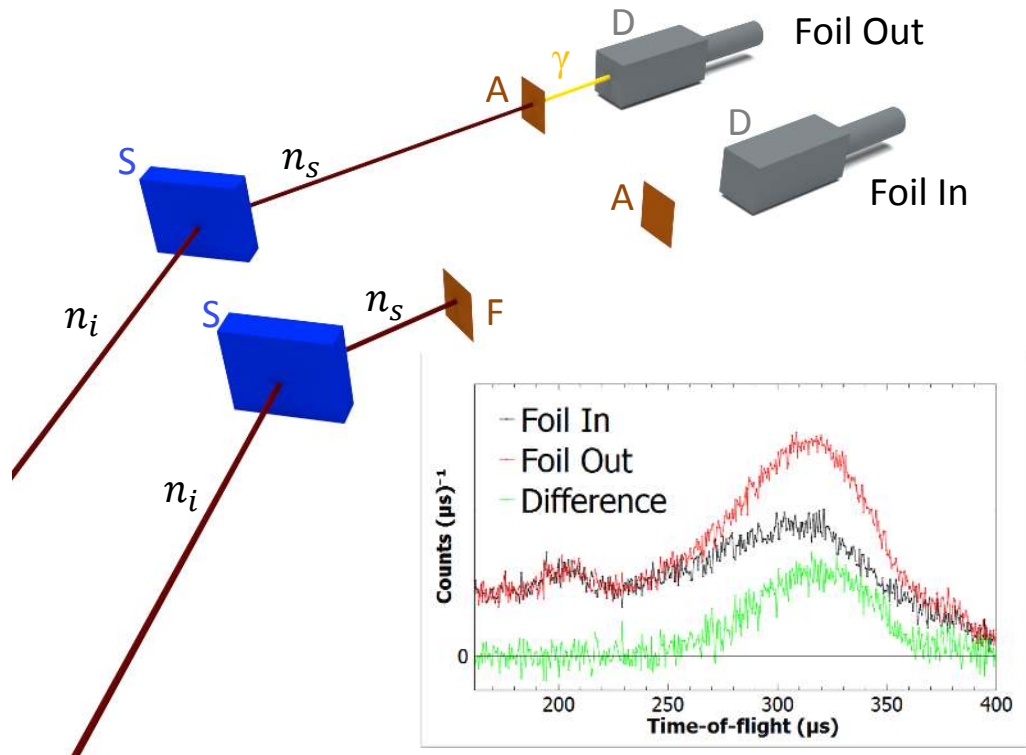 D
Foil Out
γ
A
D
S
n_s
Foil In
A
n_s
S
F
n_i
n_i
Foil In
Foil Out
Difference
Counts (μs)⁻¹
0
200
250
300
350
400
Time-of-flight (μs)